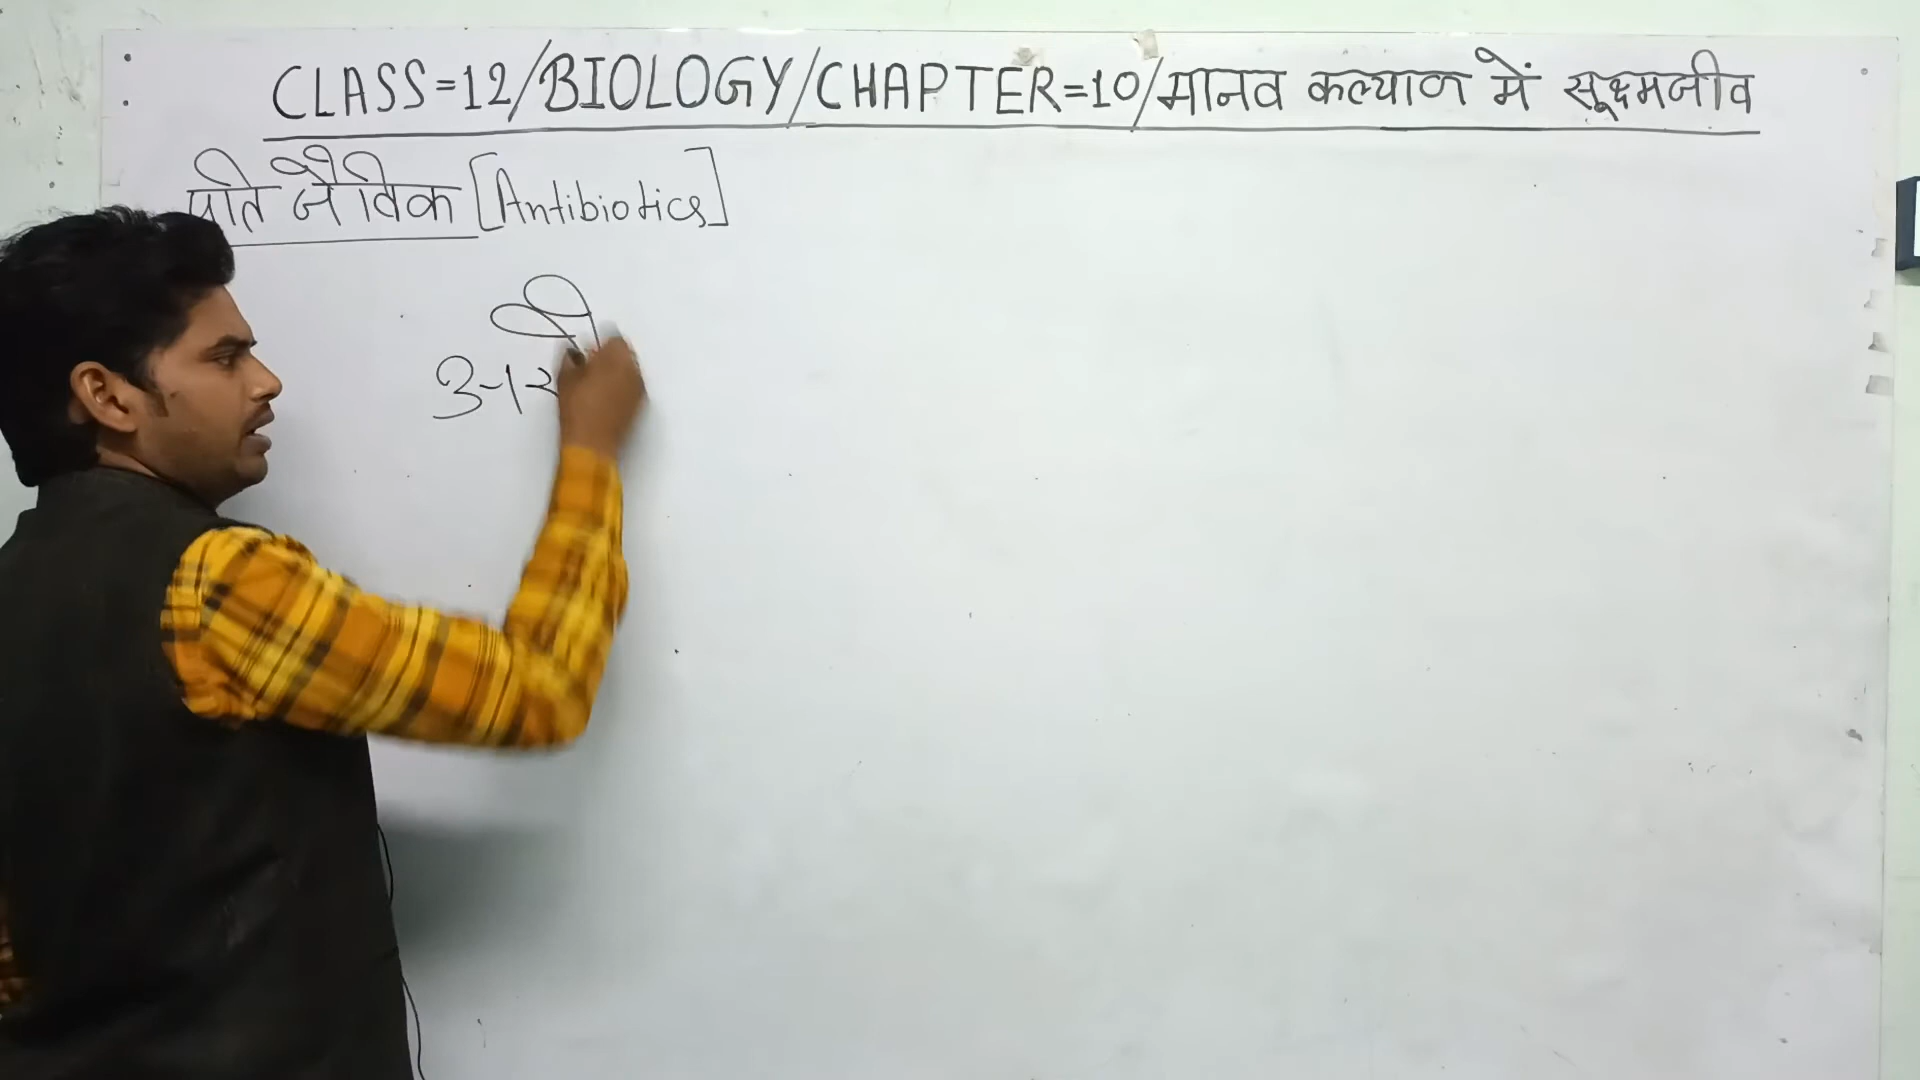 CLASS=12/BIOLOGY/CHAPTER=10/मानव कल्याण में सूक्ष्मजीव
प्रति जैविक [Antibiotics]